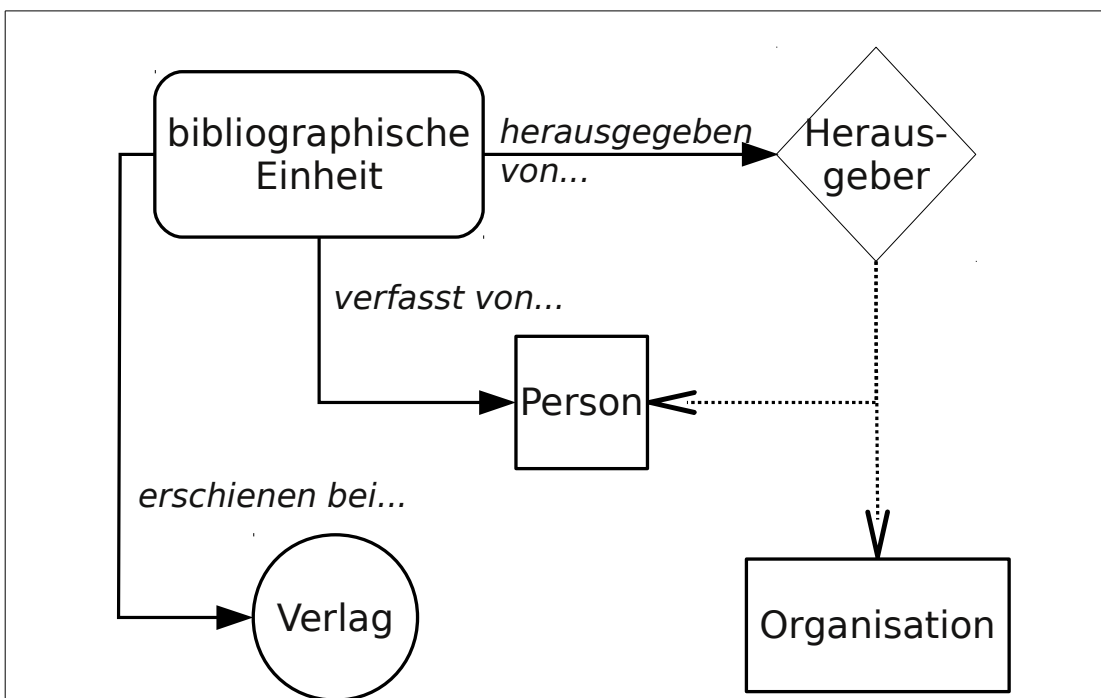 bibliographische
Einheit
herausgegeben
von...
Heraus-
geber
verfasst von...
Person
erschienen bei...
Verlag
Organisation